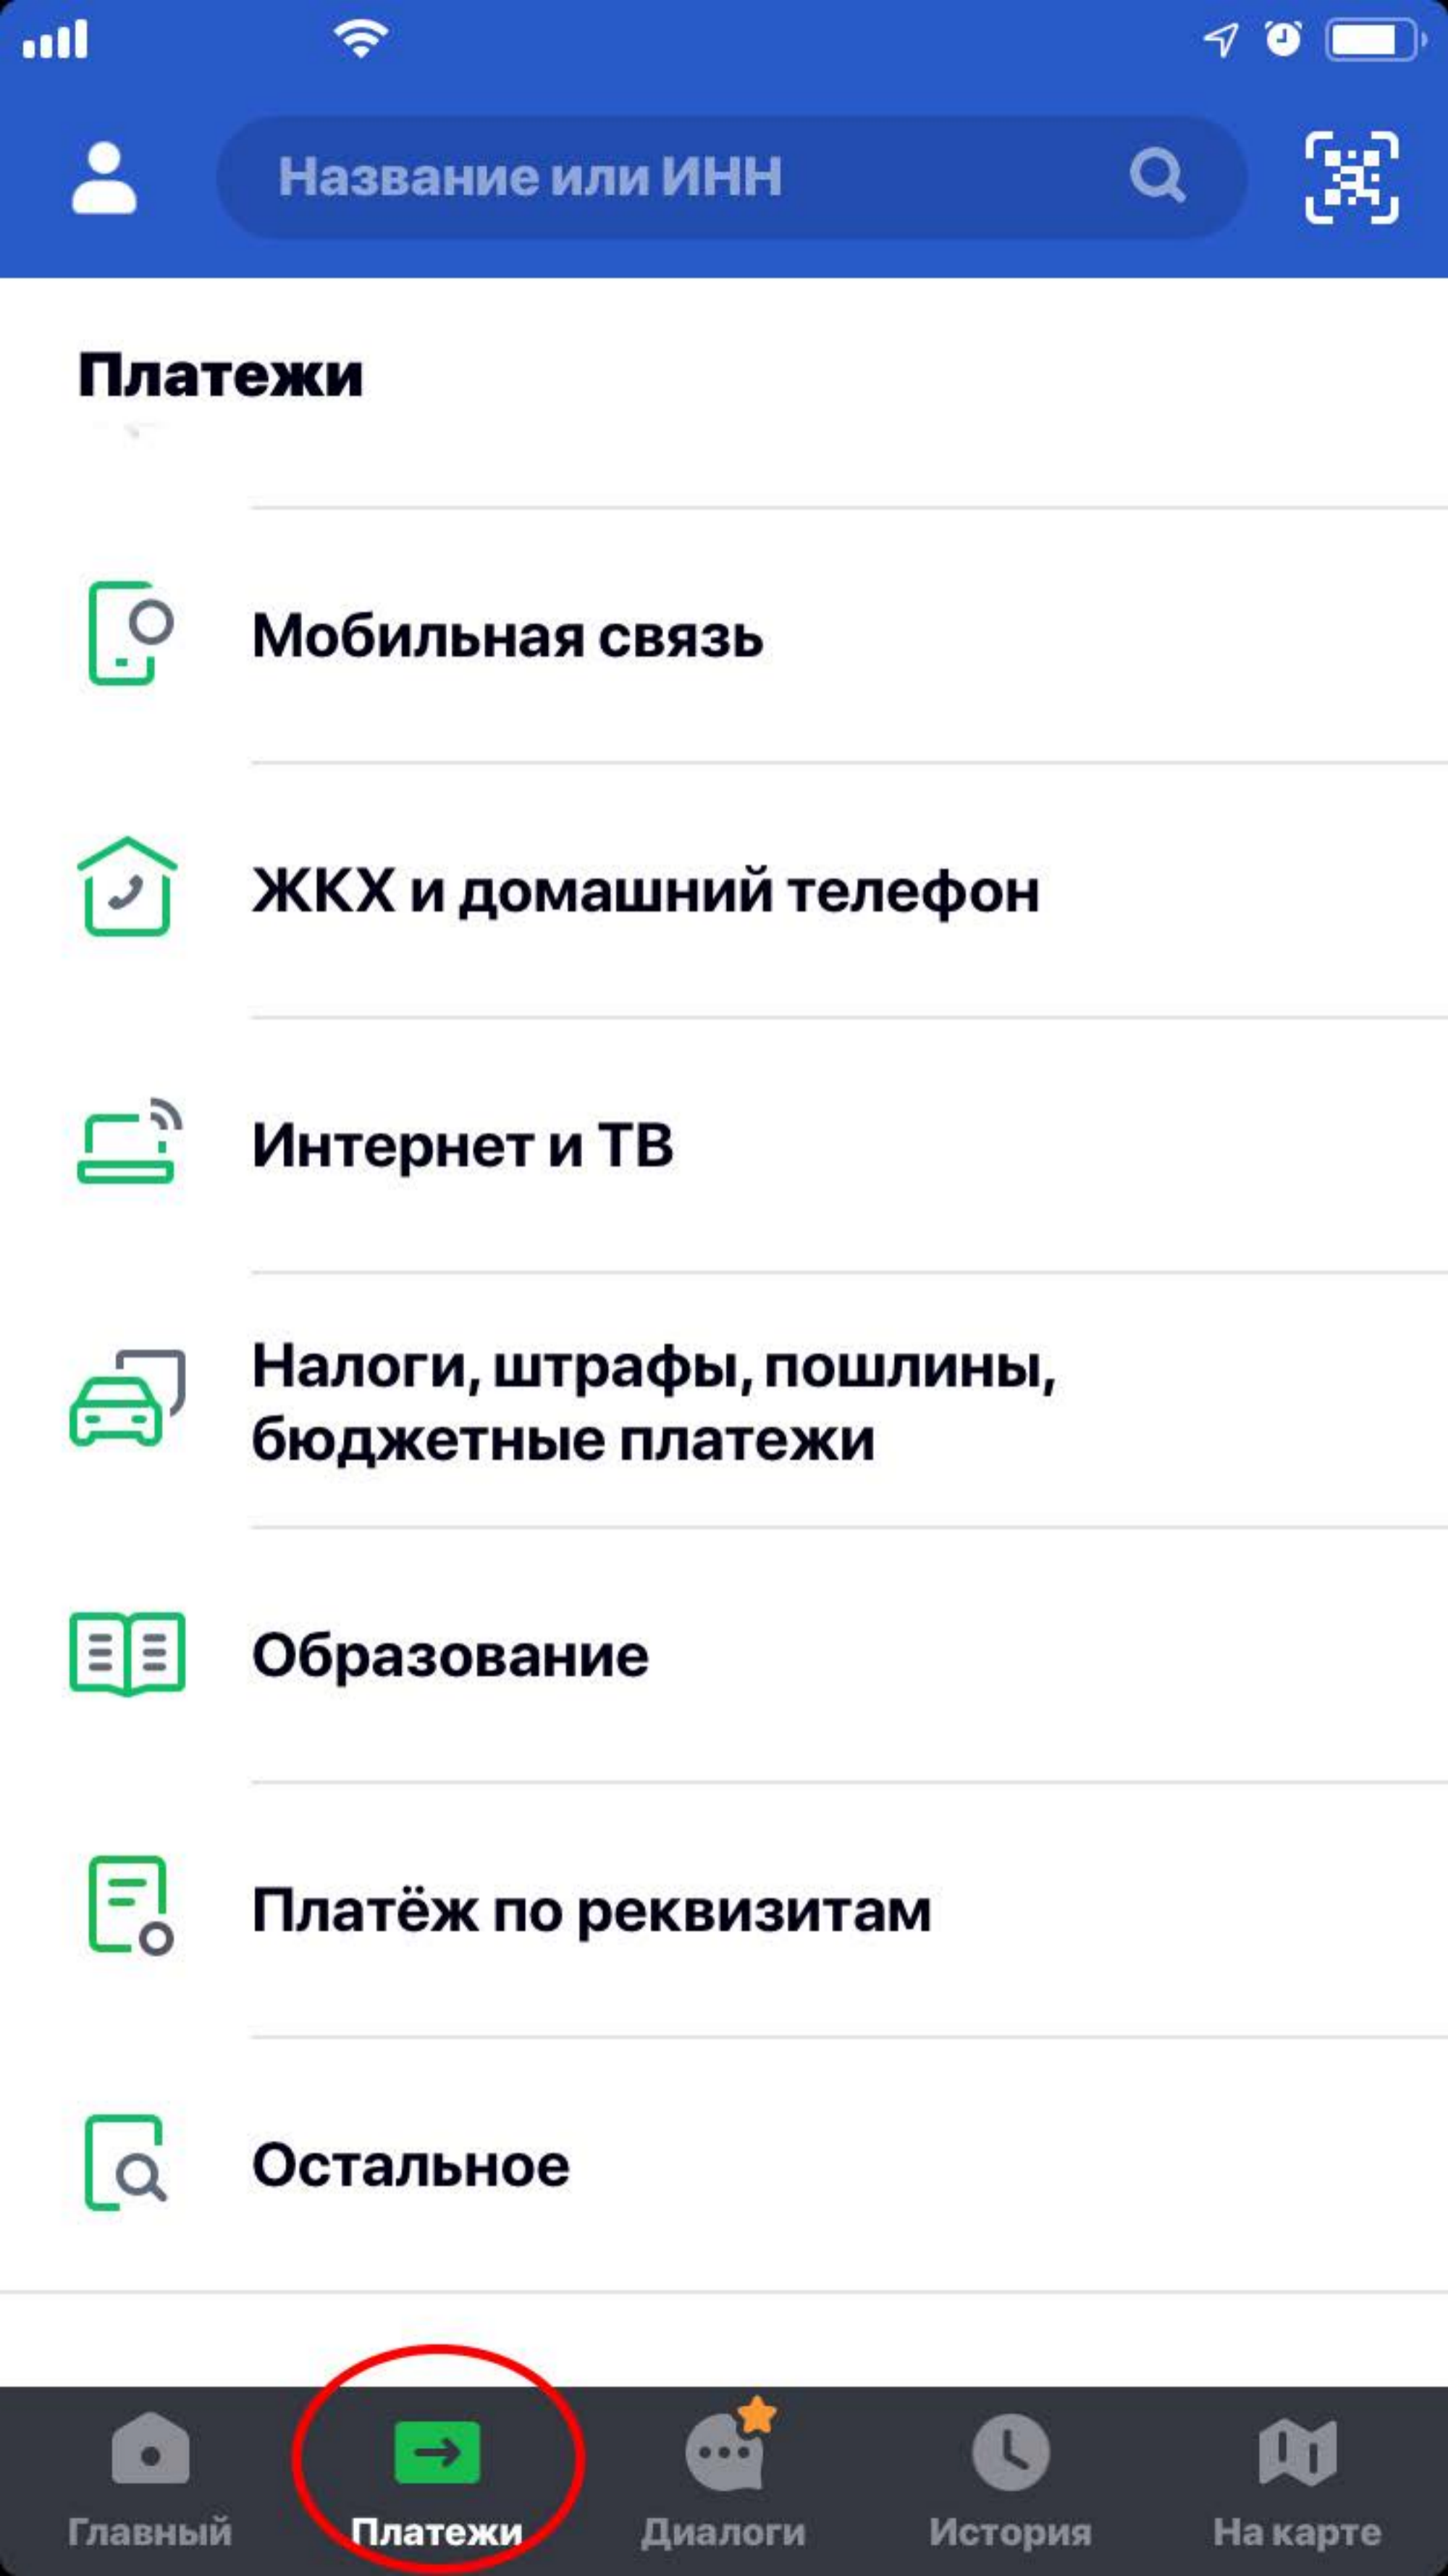 Название или ИНН
Платежи
Мобильная связь
ЖКХ и домашний телефон
Интернет и ТВ
Налоги, штрафы, пошлины,
бюджетные платежи
Образование
Платёж по реквизитам
Остальное
Главный
Платежи
Диалоги
История
На карте